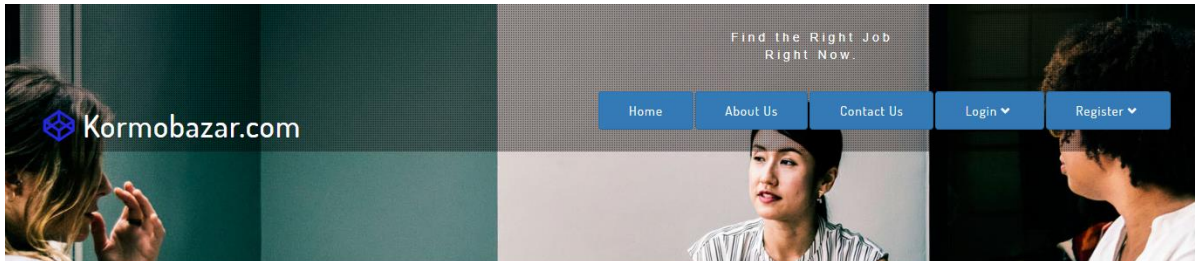 Find the Right Job
Right Now.
Kormobazar.com
Home About Us Contact Us Login Register